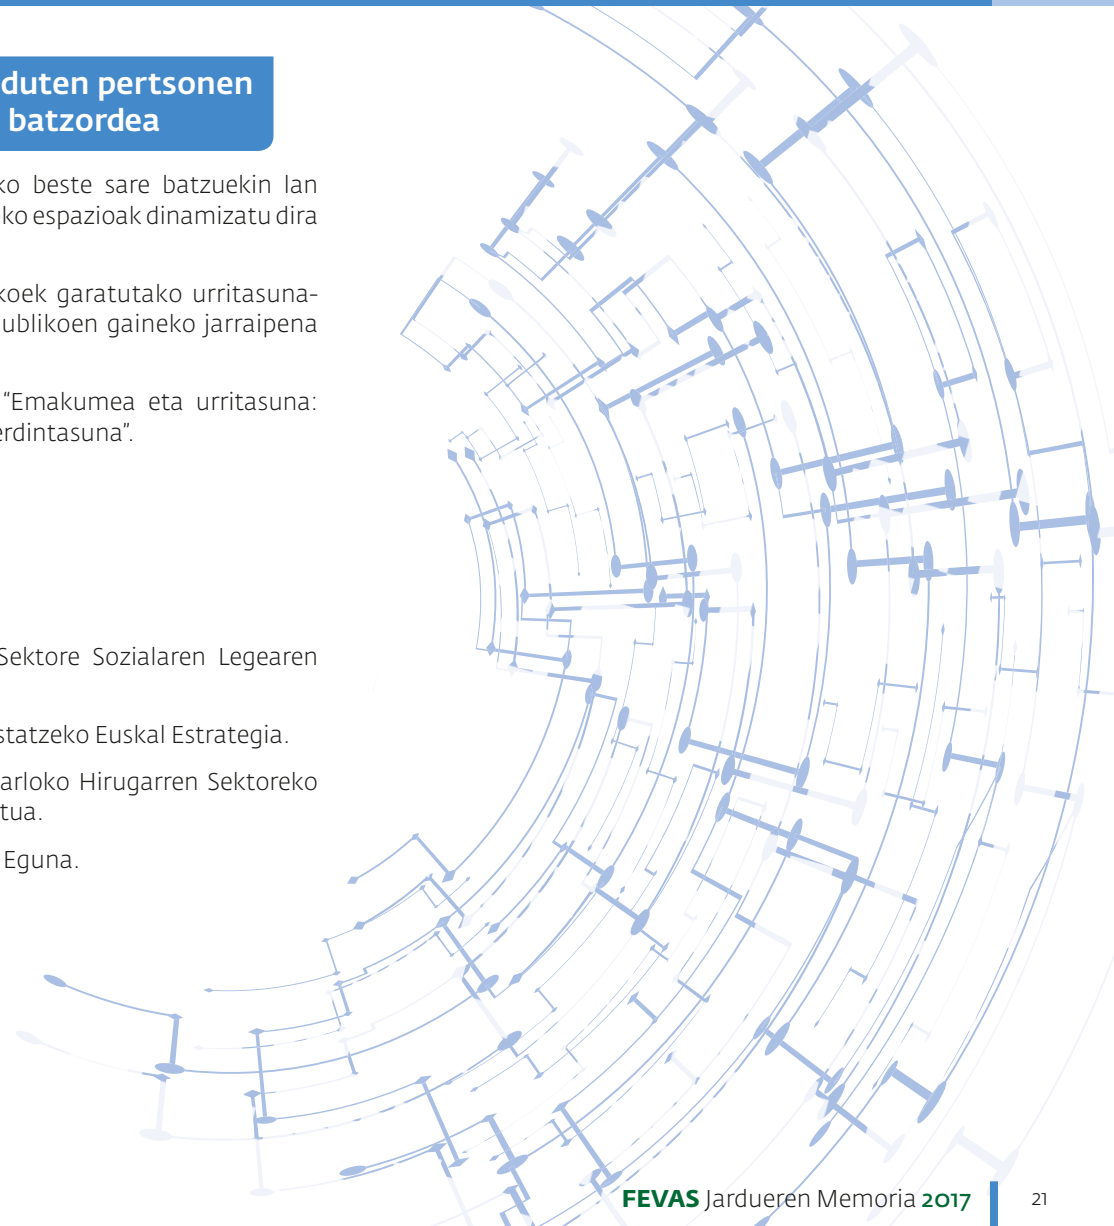 duten pertsonen
batzordea
ko beste sare batzuekin lan
ko espazioak dinamizatu dira
koek garatutako urritasuna-
ublikoen gaineko jarraipena
“Emakumea eta urritasuna:
erdintasuna”.
Sektore Sozialaren Legearen
statzeko Euskal Estrategia.
arloko Hirugarren Sektoreko
tua.
Eguna.
FEVAS Jardueren Memoria 2017 21